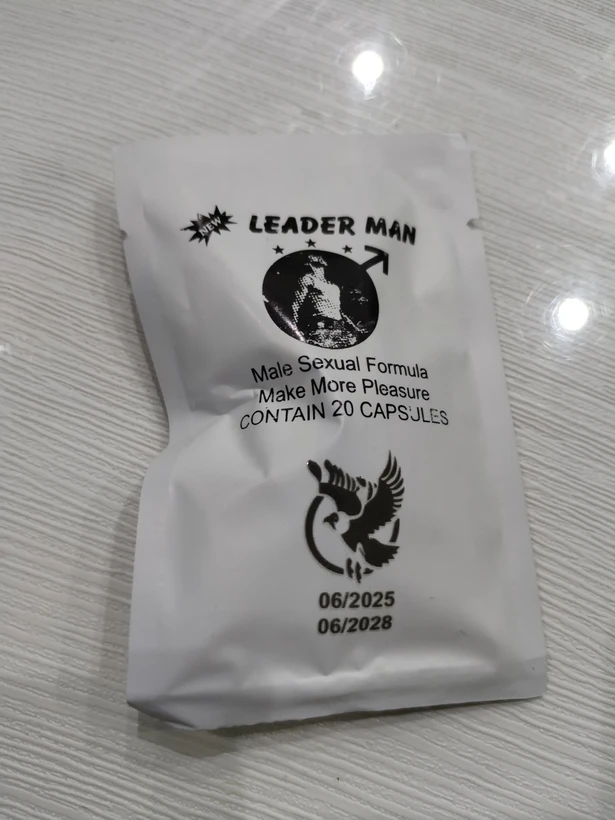 NEW
LEADER MAN
Male Sexual Formula
Make More Pleasure
CONTAIN 20 CAPSULES
06/2025
06/2028